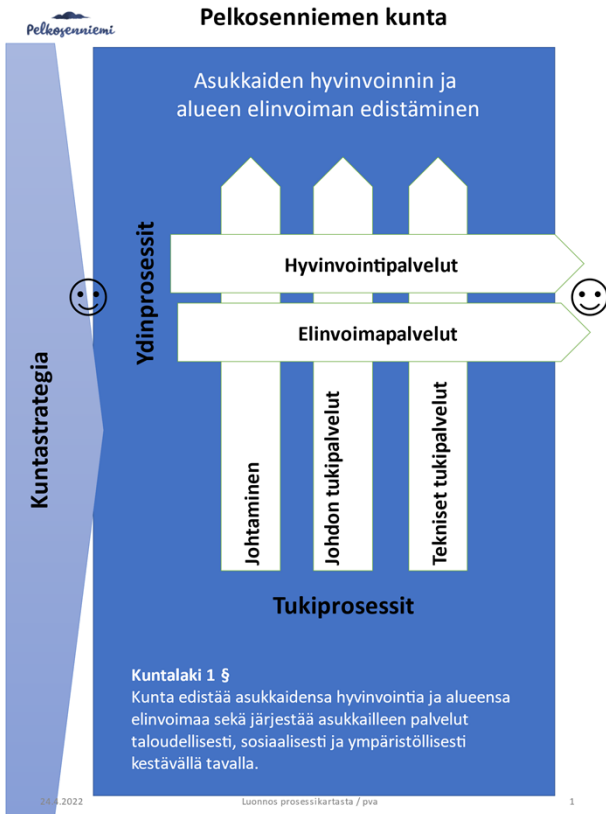 Pelkosenniemi
Pelkosenniemen kunta
Asukkaiden hyvinvoinnin ja
alueen elinvoiman edistäminen
Kuntastrategia
Ydinprosessit
Hyvinvointipalvelut
Elinvoimapalvelut
Johtaminen
Johdon tukipalvelut
Tekniset tukipalvelut
Tukiprosessit
Kuntalaki 1 §
Kunta edistää asukkaidensa hyvinvointia ja alueensa
elinvoimaa sekä järjestää asukkailleen palvelut
taloudellisesti, sosiaalisesti ja ympäristöllisesti
kestävällä tavalla.
Luonnos prosessikartasta / pva
1